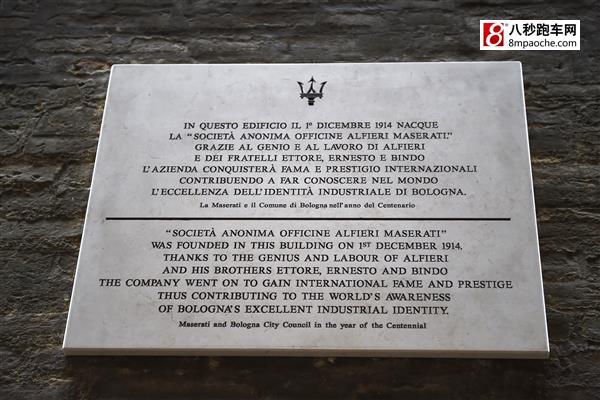 8 八秒跑车网
8mpaoche.com
IN QUESTO EDIFICIO IL 1° DICEMBRE 1914 NACQUE
LA “SOCIETÀ ANONIMA OFFICINE ALFIERI MASERATI.”
GRAZIE AL GENIO E AL LAVORO DI ALFIERI
E DEI FRATELLI ETTORE, ERNESTO E BINDO
L'AZIENDA CONQUISTERÀ FAMA E PRESTIGIO INTERNAZIONALI
CONTRIBUENDO A FAR CONOSCERE NEL MONDO
L'ECCELLENZA DELL'IDENTITÀ INDUSTRIALE DI BOLOGNA.
La Maserati e il Comune di Bologna nell'anno del Centenario
“SOCIETÀ ANONIMA OFFICINE ALFIERI MASERATI”
WAS FOUNDED IN THIS BUILDING ON 1ST DECEMBER 1914.
THANKS TO THE GENIUS AND LABOUR OF ALFIERI
AND HIS BROTHERS ETTORE, ERNESTO AND BINDO
THE COMPANY WENT ON TO GAIN INTERNATIONAL FAME AND PRESTIGE
THUS CONTRIBUTING TO THE WORLD'S AWARENESS
OF BOLOGNA'S EXCELLENT INDUSTRIAL IDENTITY.
Maserati and Bologna City Council in the year of the Centennial